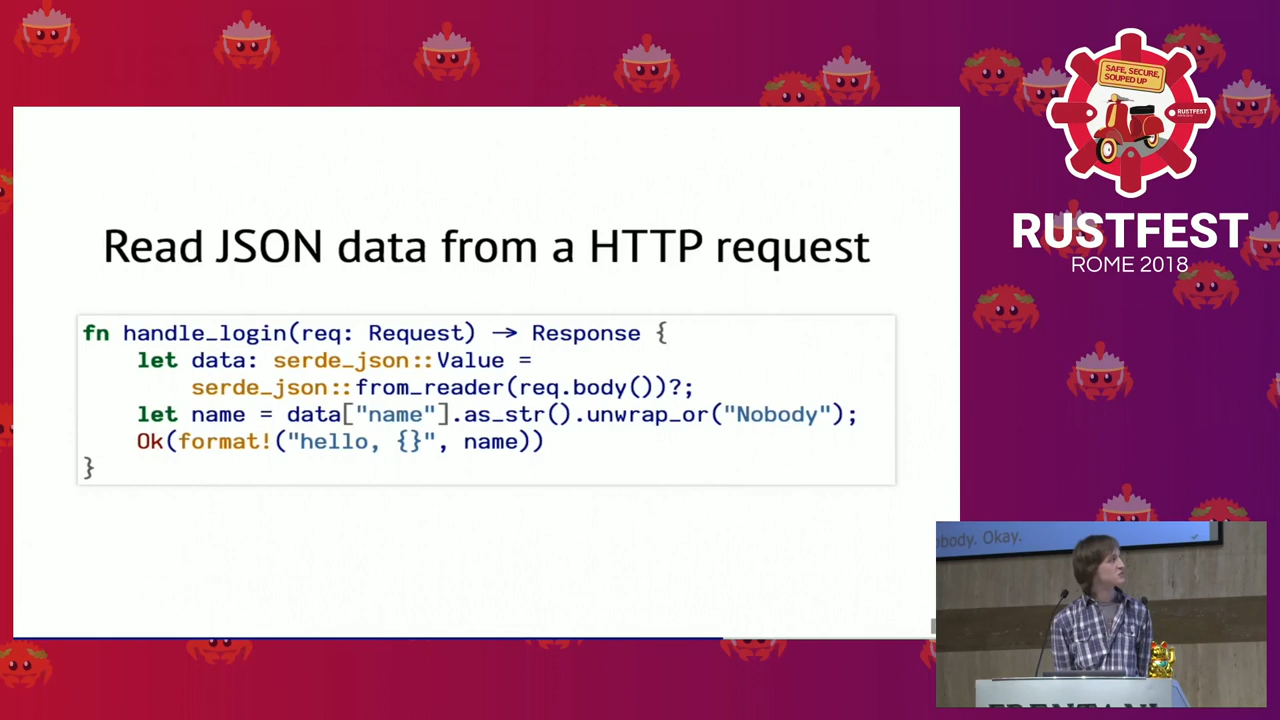 Read JSON data from a HTTP request
fn handle_login(req: Request) -> Response {
    let data: serde_json::Value =
        serde_json::from_reader(req.body())?;
    let name = data["name"].as_str().unwrap_or("Nobody");
    Ok(format!("hello, {}", name))
}
SAFE, SECURE,
SOUPED UP
RUSTFEST
RUSTFEST
ROME 2018
obody. Okay.